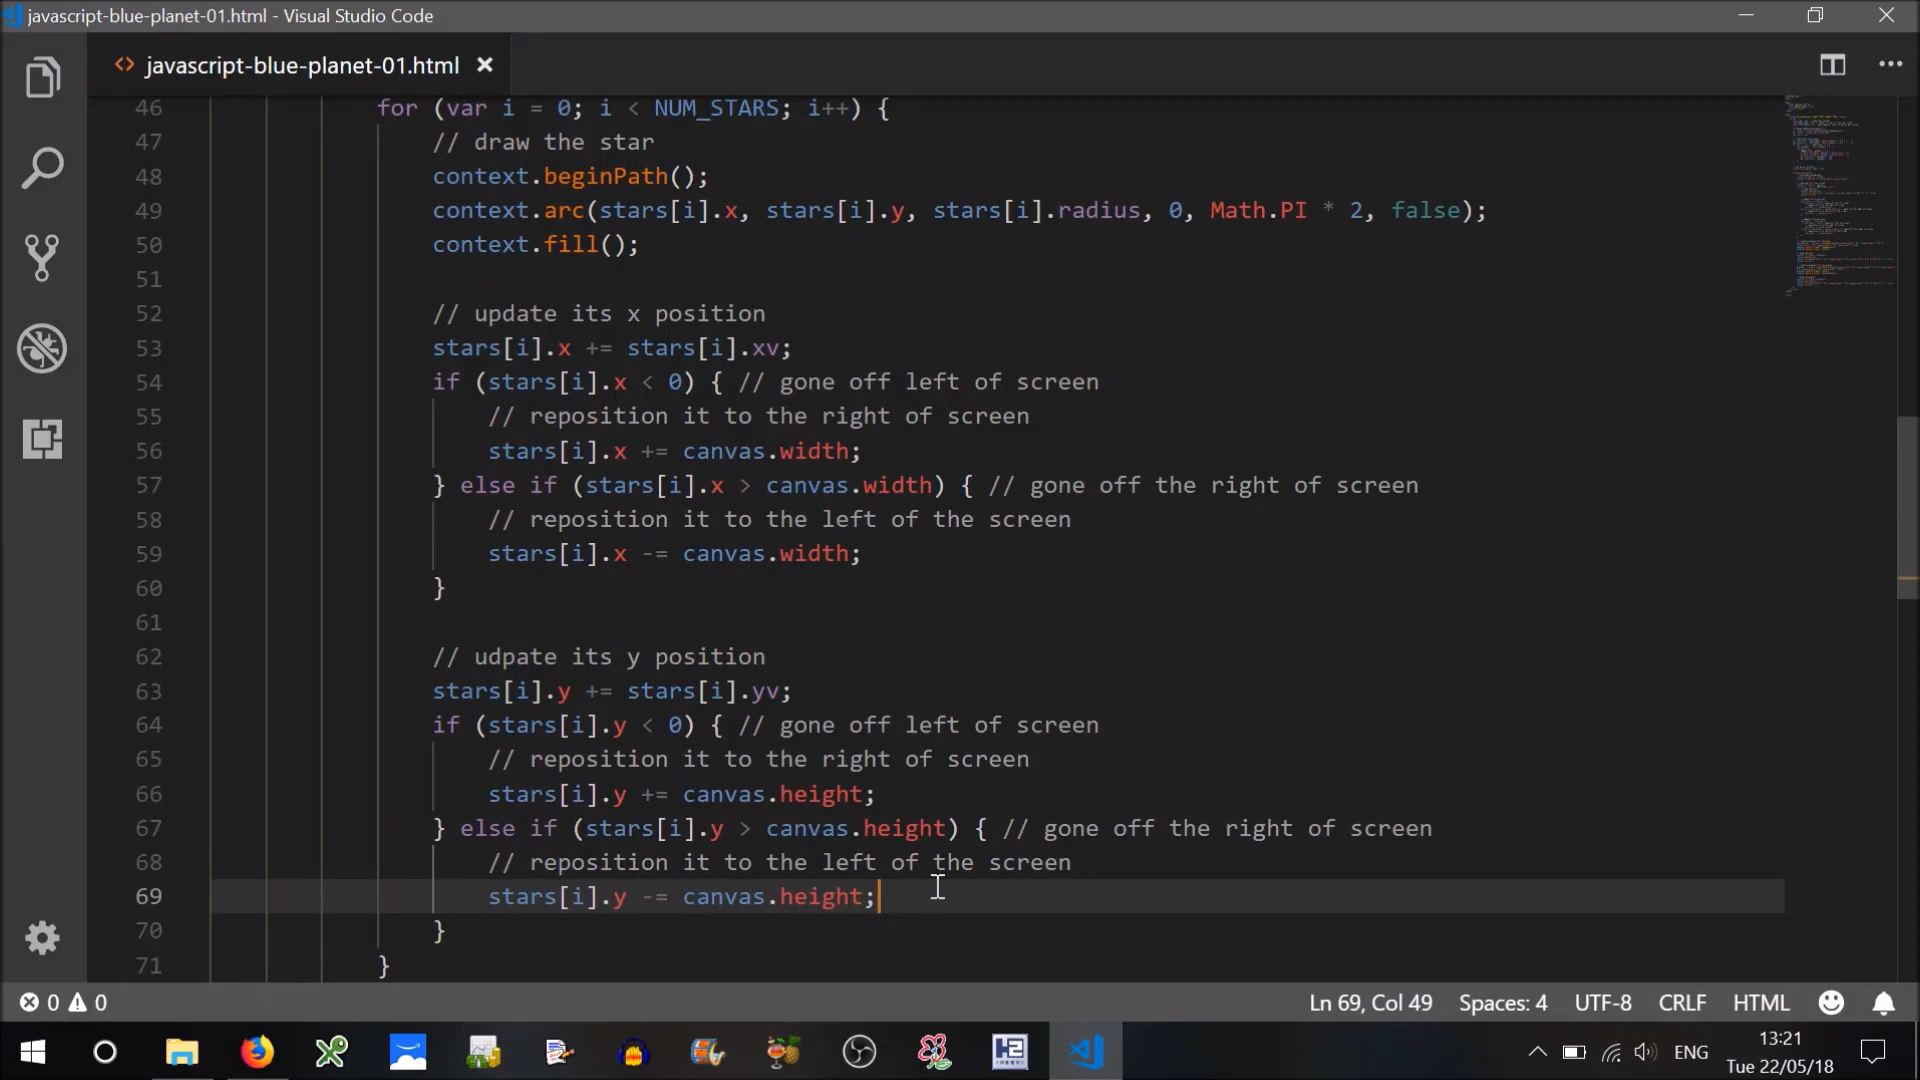 javascript-blue-planet-01.html - Visual Studio Code
javascript-blue-planet-01.html
46 for (var i = 0; i < NUM_STARS; i++) {
47 // draw the star
48 context.beginPath();
49 context.arc(stars[i].x, stars[i].y, stars[i].radius, 0, Math.PI * 2, false);
50 context.fill();
51
52 // update its x position
53 stars[i].x += stars[i].xv;
54 if (stars[i].x < 0) { // gone off left of screen
55 // reposition it to the right of screen
56 stars[i].x += canvas.width;
57 } else if (stars[i].x > canvas.width) { // gone off the right of screen
58 // reposition it to the left of the screen
59 stars[i].x -= canvas.width;
60 }
61
62 // udpate its y position
63 stars[i].y += stars[i].yv;
64 if (stars[i].y < 0) { // gone off left of screen
65 // reposition it to the right of screen
66 stars[i].y += canvas.height;
67 } else if (stars[i].y > canvas.height) { // gone off the right of screen
68 // reposition it to the left of the screen
69 stars[i].y -= canvas.height;
70 }
71 }
0 0 Ln 69, Col 49 Spaces: 4 UTF-8 CRLF HTML
ENG 13:21
Tue 22/05/18